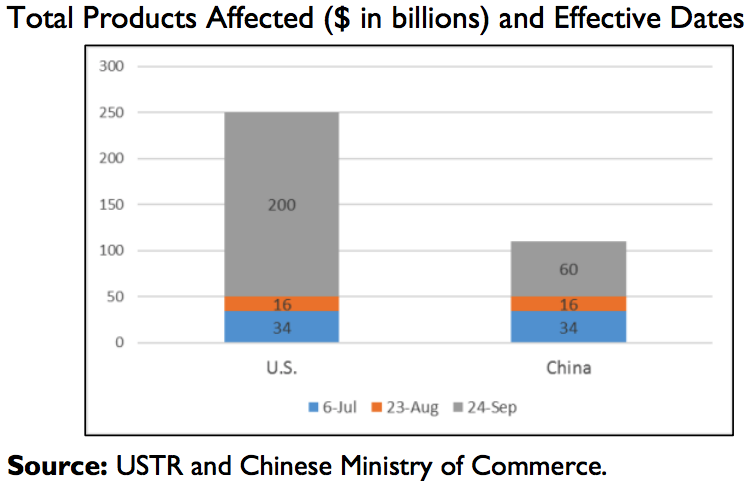 Total Products Affected ($ in billions) and Effective Dates
300
250
200
150
100
50
0
200
16
34
60
16
34
U.S.
China
6-Jul 23-Aug 24-Sep
Source: USTR and Chinese Ministry of Commerce.